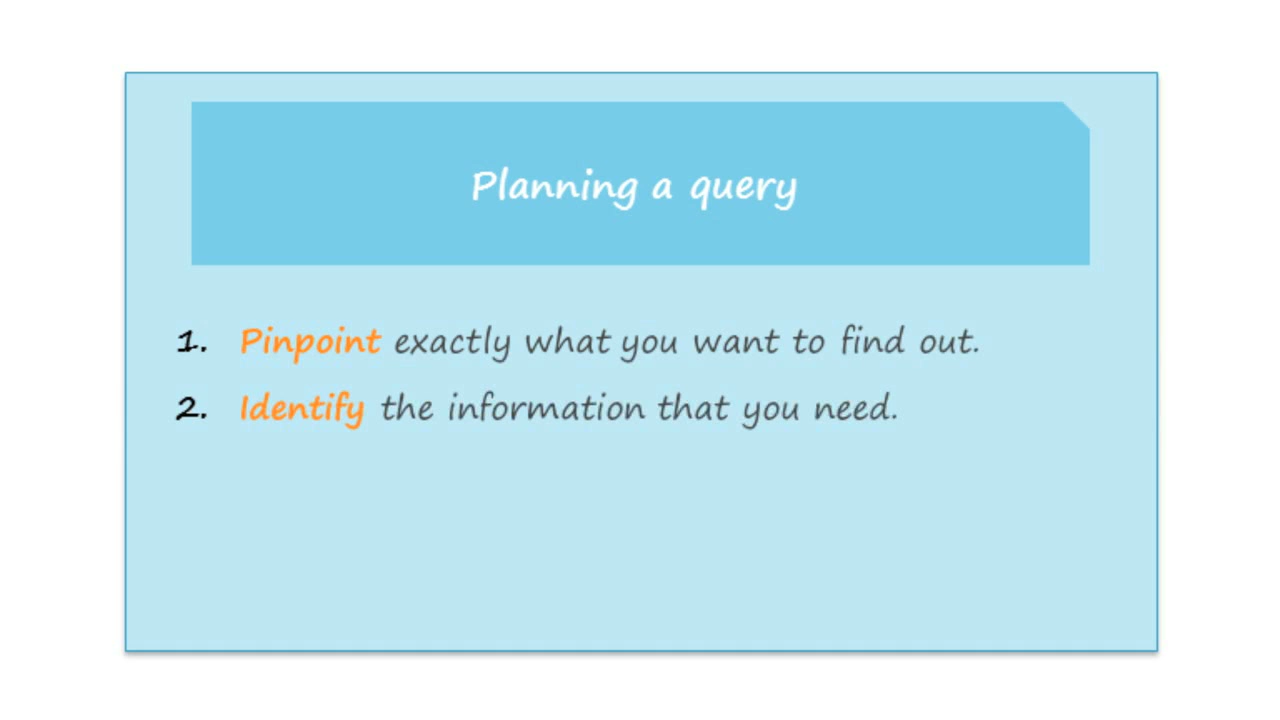 Planning a query
1. Pinpoint exactly what you want to find out.
2. Identify the information that you need.